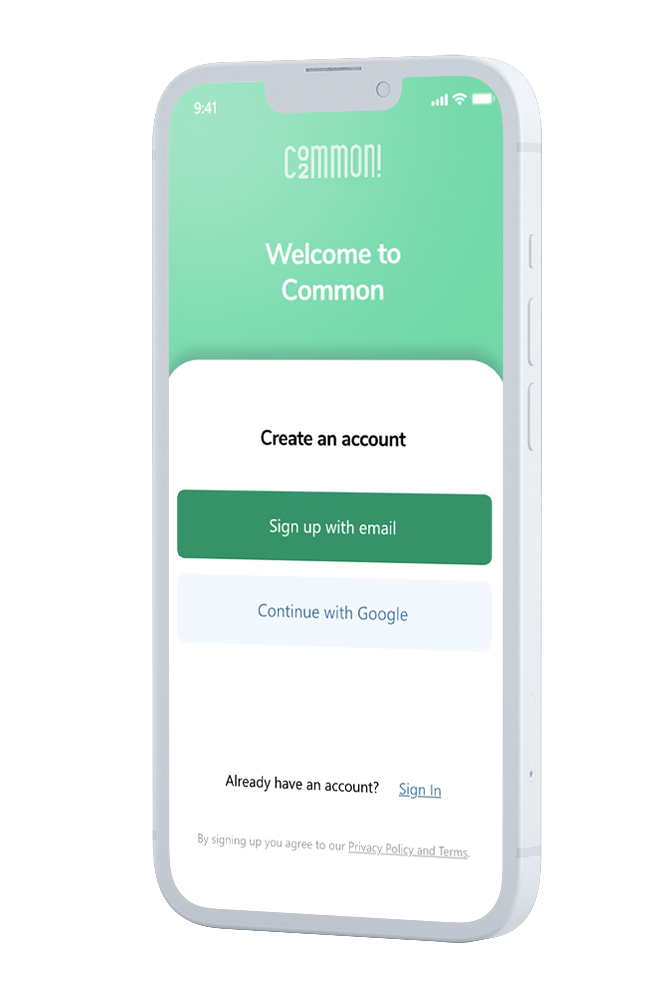 9:41
CO2MMON!
Welcome to
Common
Create an account
Sign up with email
Continue with Google
Already have an account? Sign In
By signing up you agree to our Privacy Policy and Terms.